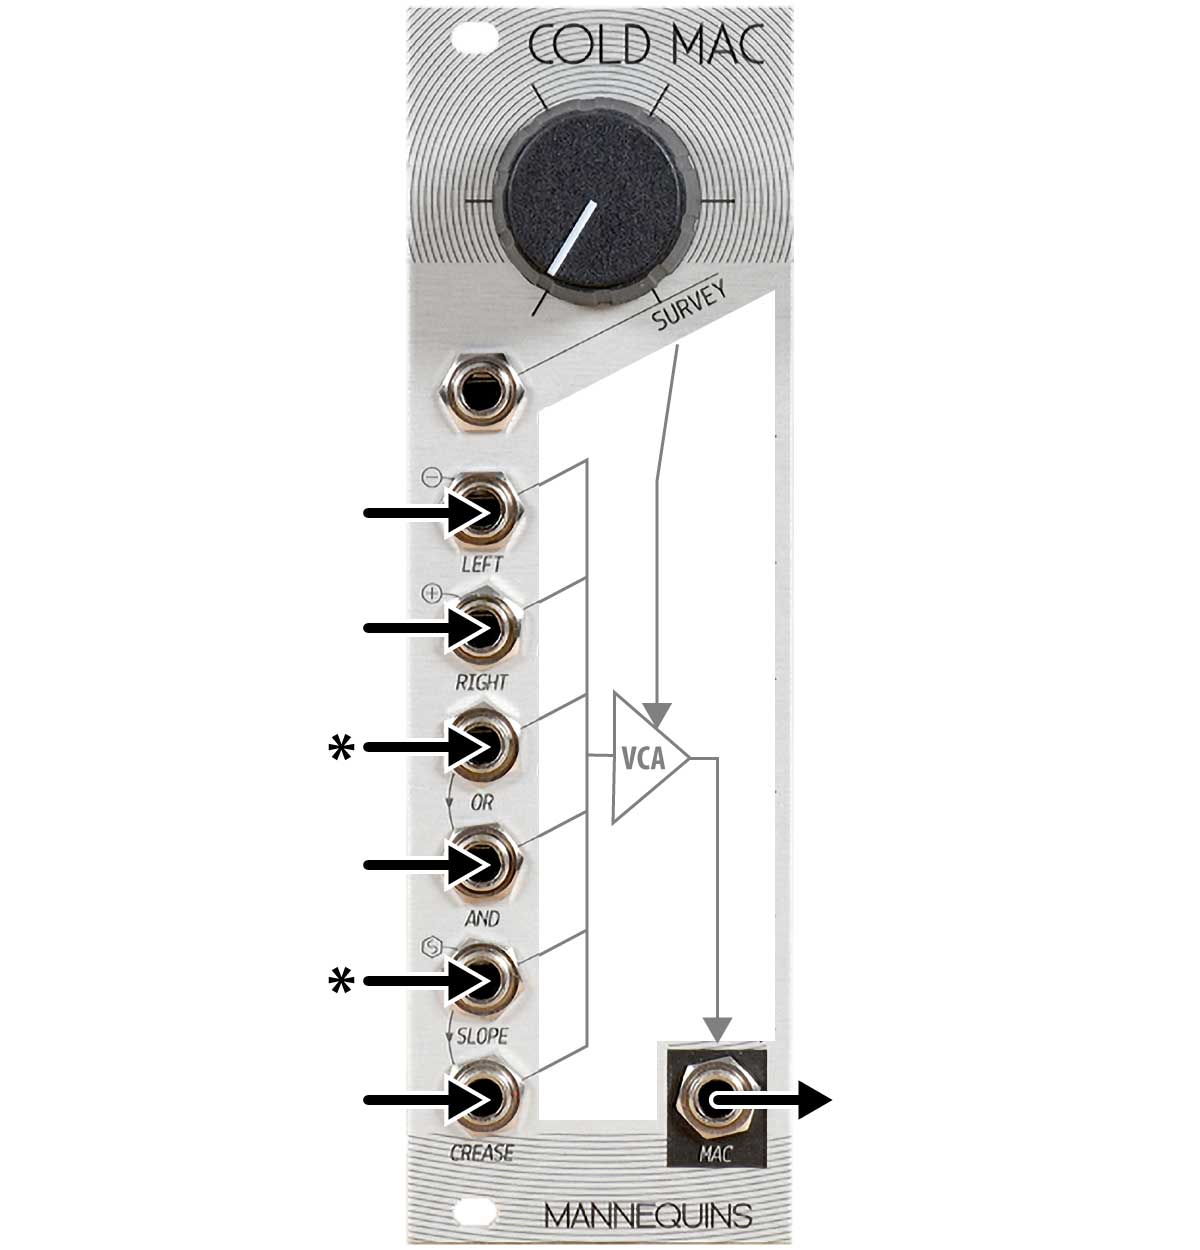 COLD MAC
SURVEY
LEFT
RIGHT
*
OR
VCA
AND
*
S
SLOPE
CREASE
MAC
MANNEQUINS